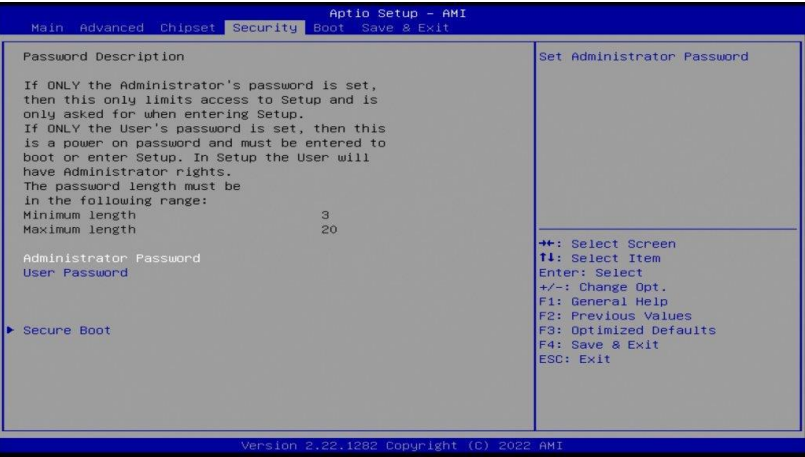 Aptio Setup - AMI
Main Advanced Chipset Security Boot Save & Exit
Password Description
If ONLY the Administrator's password is set,
then this only limits access to Setup and is
only asked for when entering Setup.
If ONLY the User's password is set, then this
is a power on password and must be entered to
boot or enter Setup. In Setup the User will
have Administrator rights.
The password length must be
in the following range:
Minimum length 3
Maximum length 20
Administrator Password
User Password
Secure Boot
Set Administrator Password
→←: Select Screen
↑↓: Select Item
Enter: Select
+/-: Change Opt.
F1: General Help
F2: Previous Values
F3: Optimized Defaults
F4: Save & Exit
ESC: Exit
Version 2.22.1282 Copyright (C) 2022 AMI